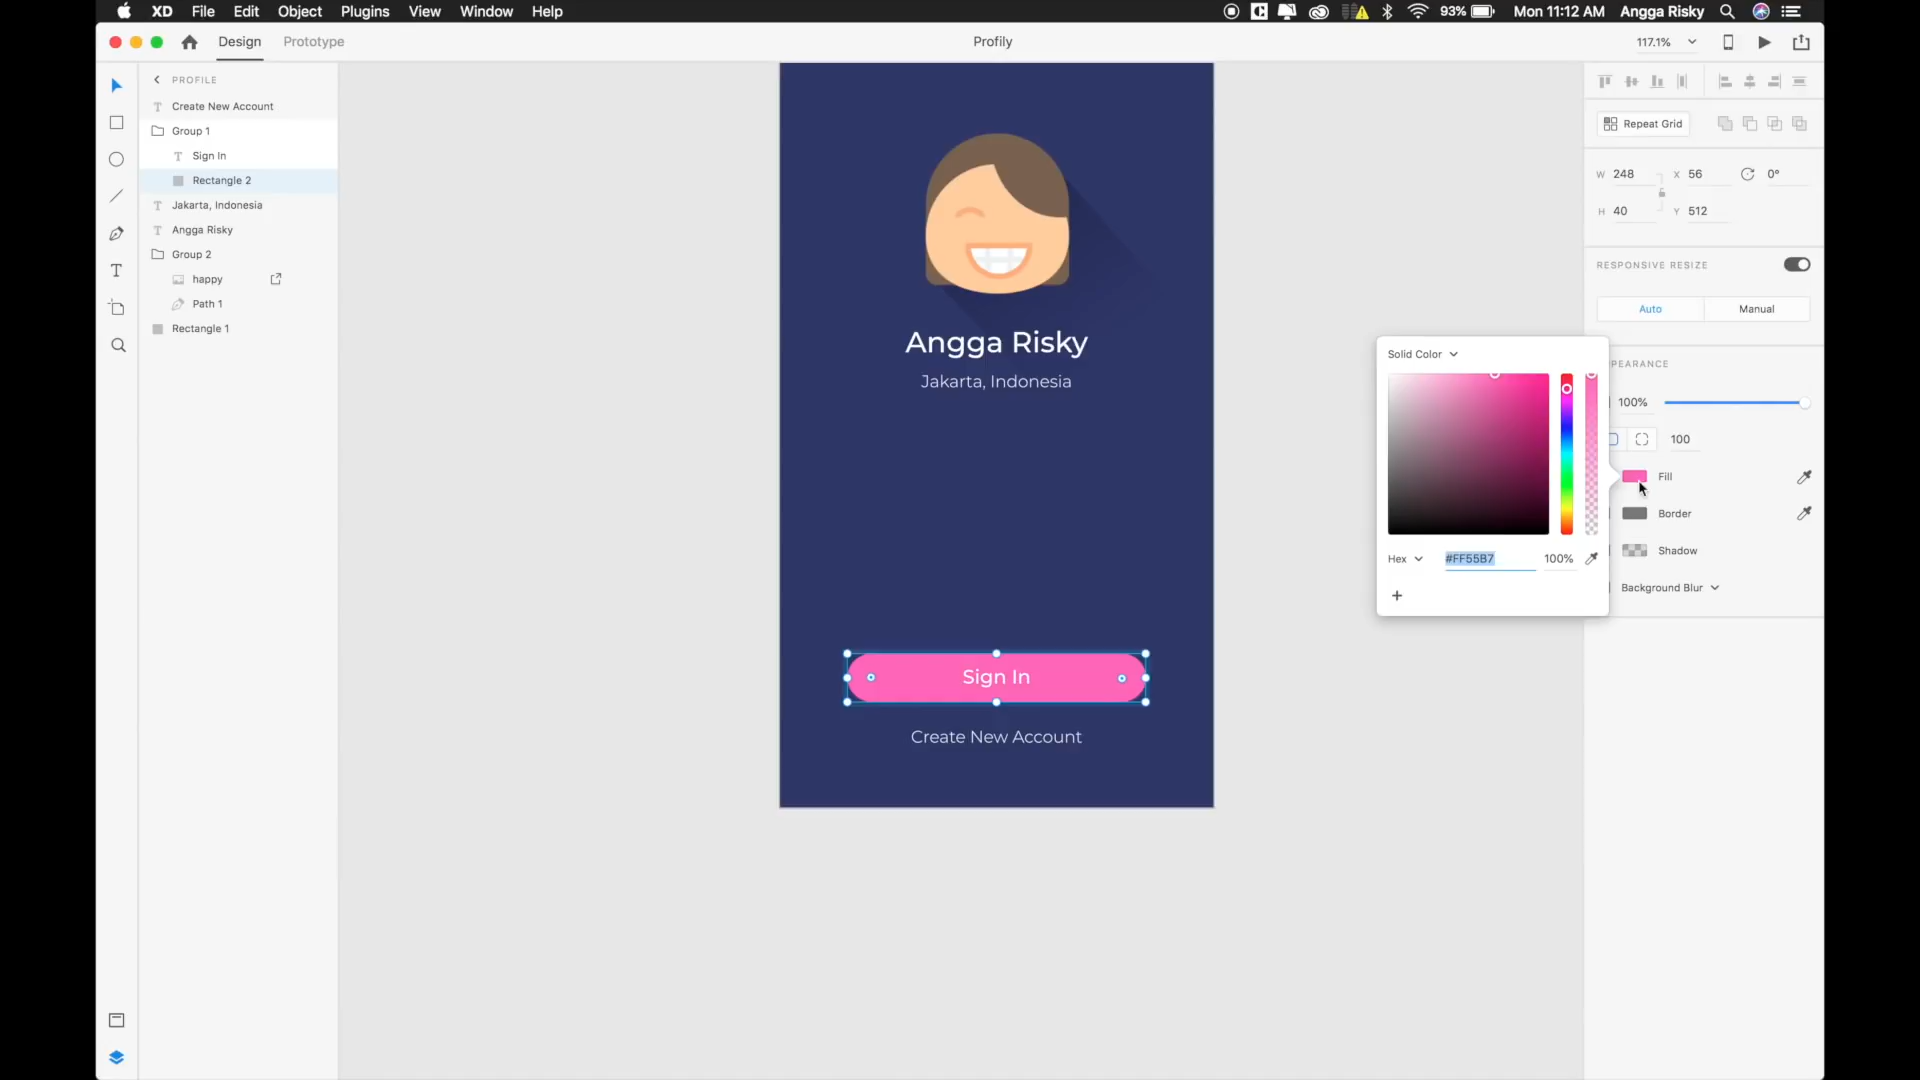 XD File Edit Object Plugins View Window Help
93% Mon 11:12 AM Angga Risky
Design Prototype
Profily
117.1%
PROFILE
Create New Account
Group 1
Sign In
Rectangle 2
Jakarta, Indonesia
Angga Risky
Group 2
happy
Path 1
Rectangle 1
Angga Risky
Jakarta, Indonesia
Sign In
Create New Account
Repeat Grid
W 248 X 56 0°
H 40 Y 512
RESPONSIVE RESIZE
Auto Manual
PEARANCE
100%
100
Fill
Border
Shadow
Background Blur
Solid Color
Hex #FF55B7 100%
+